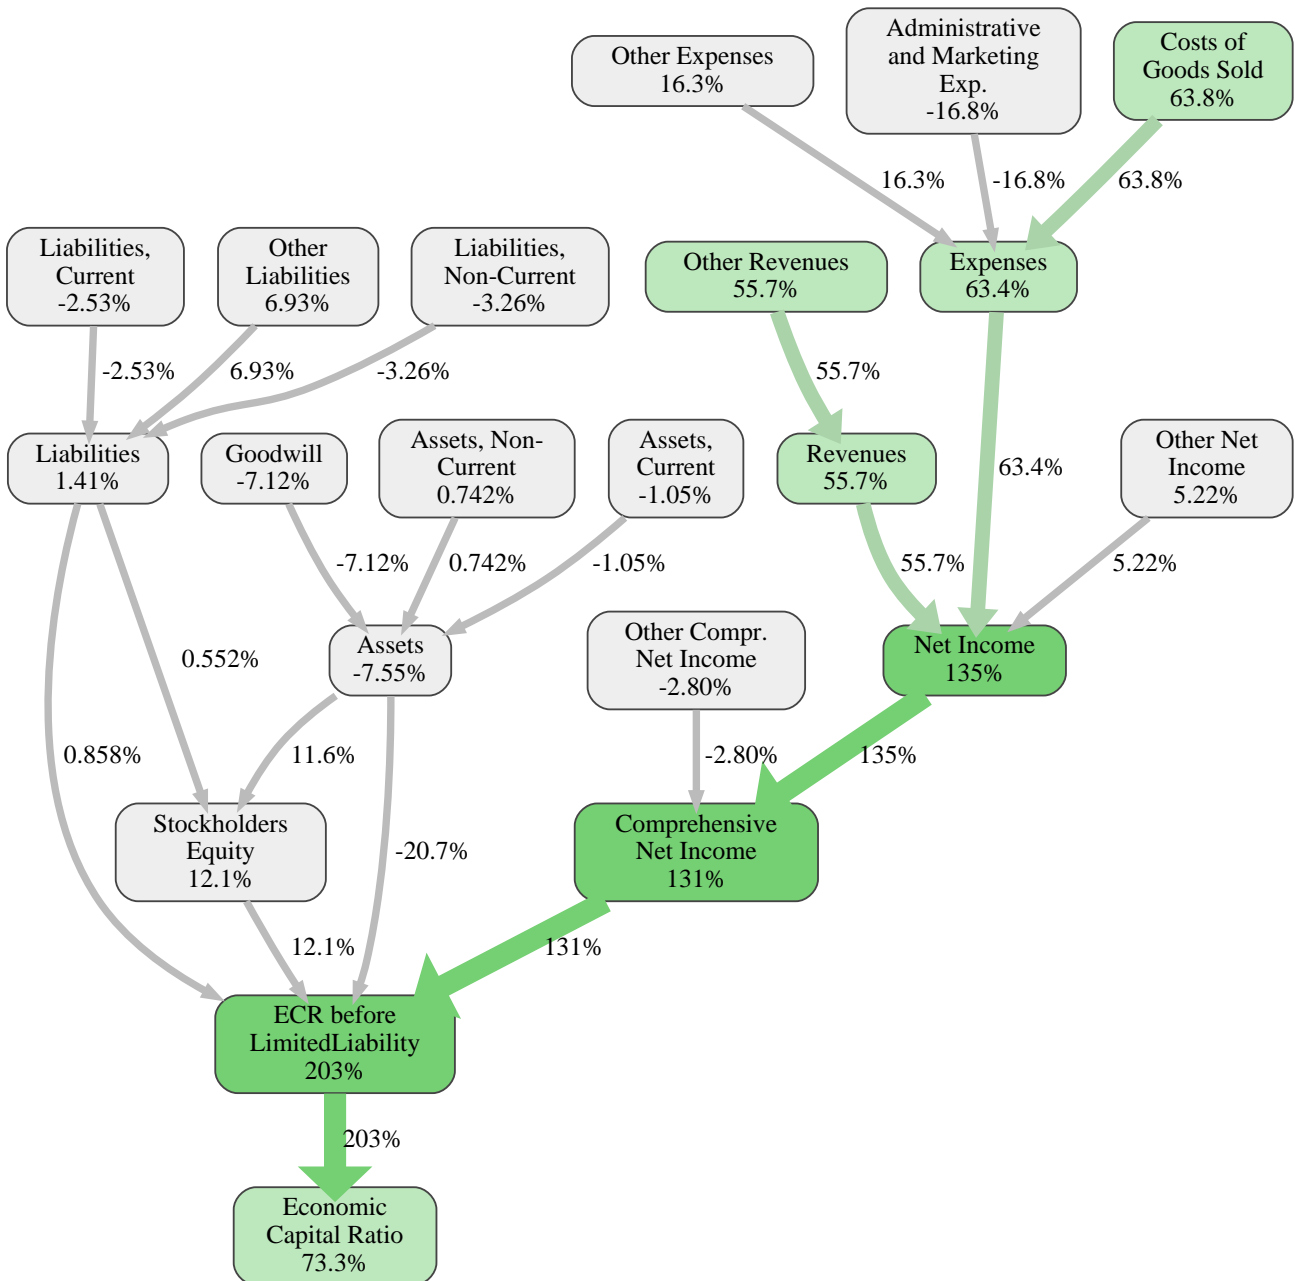 Other Expenses
16.3%
Administrative
and Marketing
Exp.
-16.8%
Costs of
Goods Sold
63.8%
16.3%
-16.8%
63.8%
Liabilities,
Current
-2.53%
Other
Liabilities
6.93%
Liabilities,
Non-Current
-3.26%
Other Revenues
55.7%
Expenses
63.4%
-2.53%
6.93%
-3.26%
55.7%
63.4%
Liabilities
1.41%
Goodwill
-7.12%
Assets, Non-
Current
0.742%
Assets,
Current
-1.05%
Revenues
55.7%
Other Net
Income
5.22%
-7.12%
0.742%
-1.05%
55.7%
5.22%
0.552%
Assets
-7.55%
Other Compr.
Net Income
-2.80%
Net Income
135%
0.858%
11.6%
-20.7%
-2.80%
135%
Stockholders
Equity
12.1%
Comprehensive
Net Income
131%
12.1%
131%
ECR before
LimitedLiability
203%
203%
Economic
Capital Ratio
73.3%